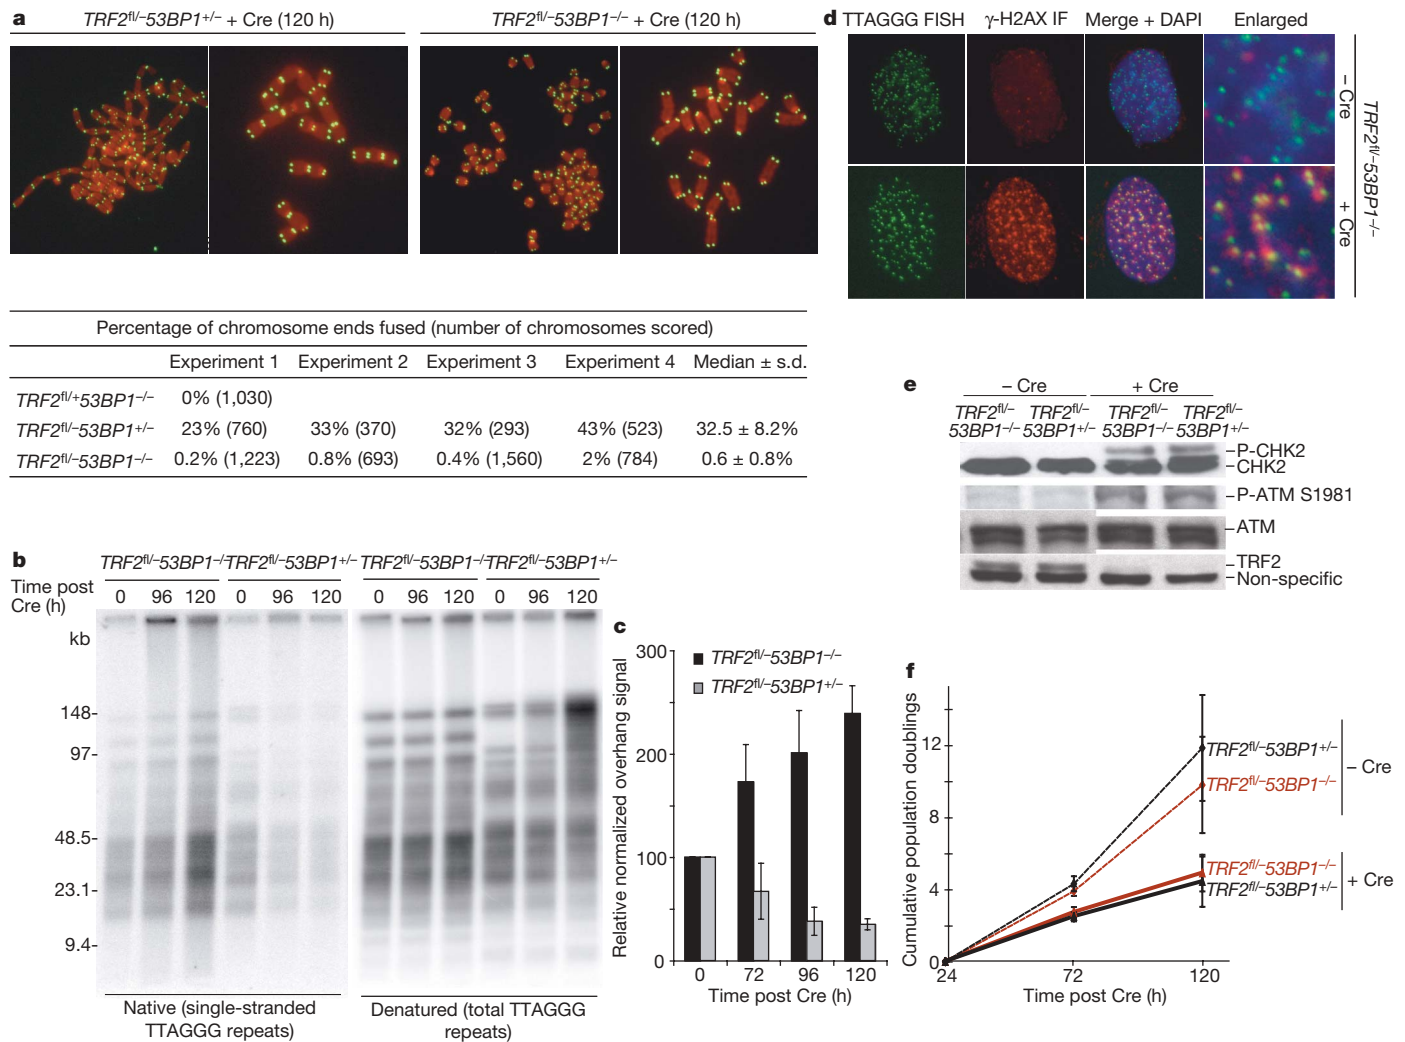 a
TRF2fl/–53BP1+/– + Cre (120 h)
TRF2fl/–53BP1–/– + Cre (120 h)
Percentage of chromosome ends fused (number of chromosomes scored)
Experiment 1 Experiment 2 Experiment 3 Experiment 4 Median ± s.d.
TRF2fl/+53BP1–/– 0% (1,030)
TRF2fl/–53BP1+/– 23% (760) 33% (370) 32% (293) 43% (523) 32.5 ± 8.2%
TRF2fl/–53BP1–/– 0.2% (1,223) 0.8% (693) 0.4% (1,560) 2% (784) 0.6 ± 0.8%
b
TRF2fl/–53BP1–/– TRF2fl/–53BP1+/– TRF2fl/–53BP1–/– TRF2fl/–53BP1+/–
Time post
Cre (h)
0 96 120 0 96 120 0 96 120 0 96 120
kb
148-
97-
48.5-
23.1-
9.4-
Native (single-stranded
TTAGGG repeats)
Denatured (total TTAGGG
repeats)
c
Relative normalized overhang signal
300
200
100
0
TRF2fl/–53BP1–/–
TRF2fl/–53BP1+/–
0 72 96 120
Time post Cre (h)
d
TTAGGG FISH γ-H2AX IF Merge + DAPI Enlarged
– Cre
+ Cre
TRF2fl/–53BP1–/–
e
– Cre + Cre
TRF2fl/– TRF2fl/– TRF2fl/– TRF2fl/–
53BP1–/– 53BP1+/– 53BP1–/– 53BP1+/–
P-CHK2
CHK2
P-ATM S1981
ATM
TRF2
Non-specific
f
Cumulative population doublings
12
8
4
0
TRF2fl/–53BP1+/–
TRF2fl/–53BP1–/–
– Cre
TRF2fl/–53BP1–/–
TRF2fl/–53BP1+/–
+ Cre
24 72 120
Time post Cre (h)